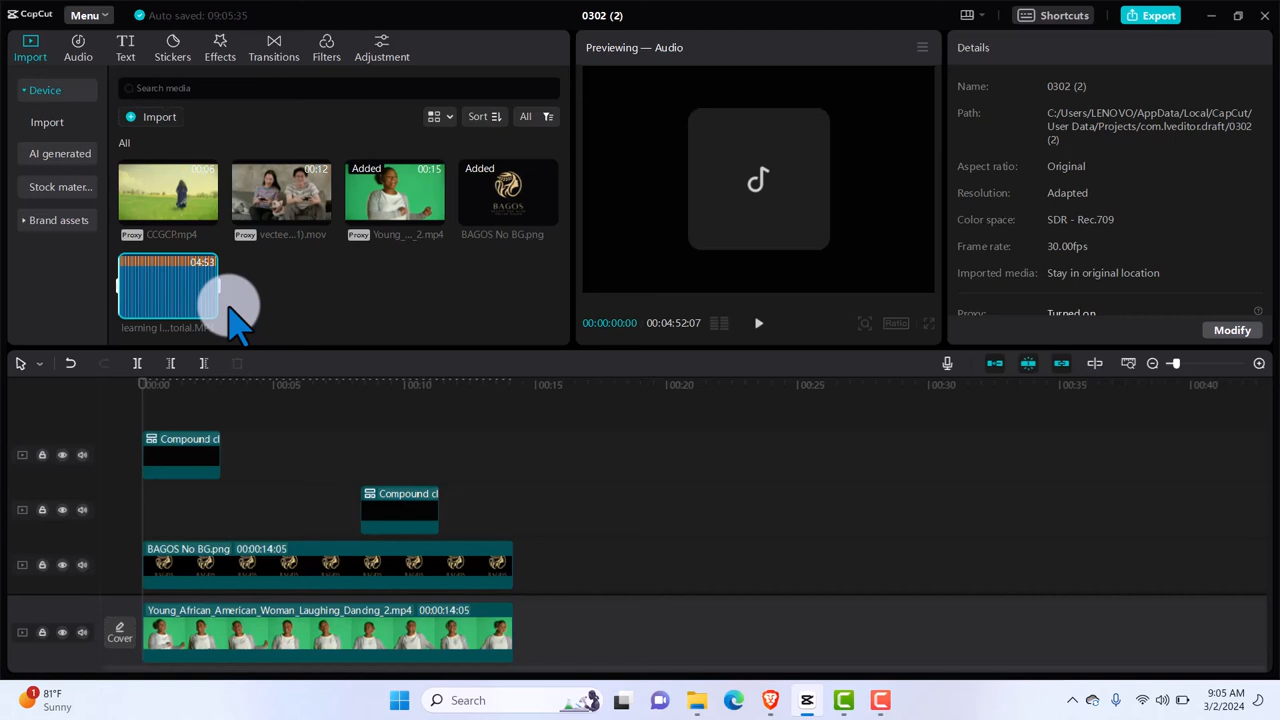 CapCut
Menu
Auto saved: 09:05:35
0302 (2)
Shortcuts
Export
Import
Audio
Text
Stickers
Effects
Transitions
Filters
Adjustment
Device
Import
AI generated
Stock mater...
Brand assets
Search media
Import
Sort
All
All
00:06
00:12
Added
00:15
Added
BAGOS
Proxy
CCGCP.mp4
Proxy
vectee...1).mov
Proxy
Young_..._2.mp4
BAGOS No BG.png
04:53
learning l...torial.MP
Previewing — Audio
00:00:00:00
00:04:52:07
Ratio
Details
Name:
0302 (2)
Path:
C:/Users/LENOVO/AppData/Local/CapCut/
User Data/Projects/com.lveditor.draft/0302
(2)
Aspect ratio:
Original
Resolution:
Adapted
Color space:
SDR - Rec.709
Frame rate:
30.00fps
Imported media:
Stay in original location
Proxy:
Turned on
Modify
00:00
00:05
00:10
00:15
00:20
00:25
00:30
00:35
00:40
Compound cl
Compound cl
BAGOS No BG.png
00:00:14:05
Cover
Young_African_American_Woman_Laughing_Dancing_2.mp4
00:00:14:05
1
81°F
Sunny
Search
9:05 AM
3/2/2024